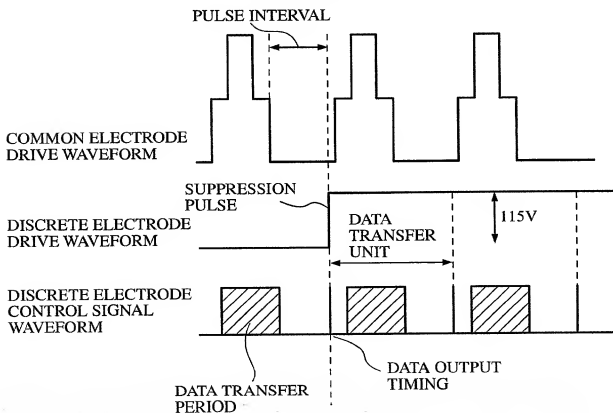 PULSE INTERVAL
COMMON ELECTRODE
DRIVE WAVEFORM
SUPPRESSION
PULSE
DISCRETE ELECTRODE
DRIVE WAVEFORM
DATA
TRANSFER
UNIT
115V
DISCRETE ELECTRODE
CONTROL SIGNAL
WAVEFORM
DATA TRANSFER
PERIOD
DATA OUTPUT
TIMING